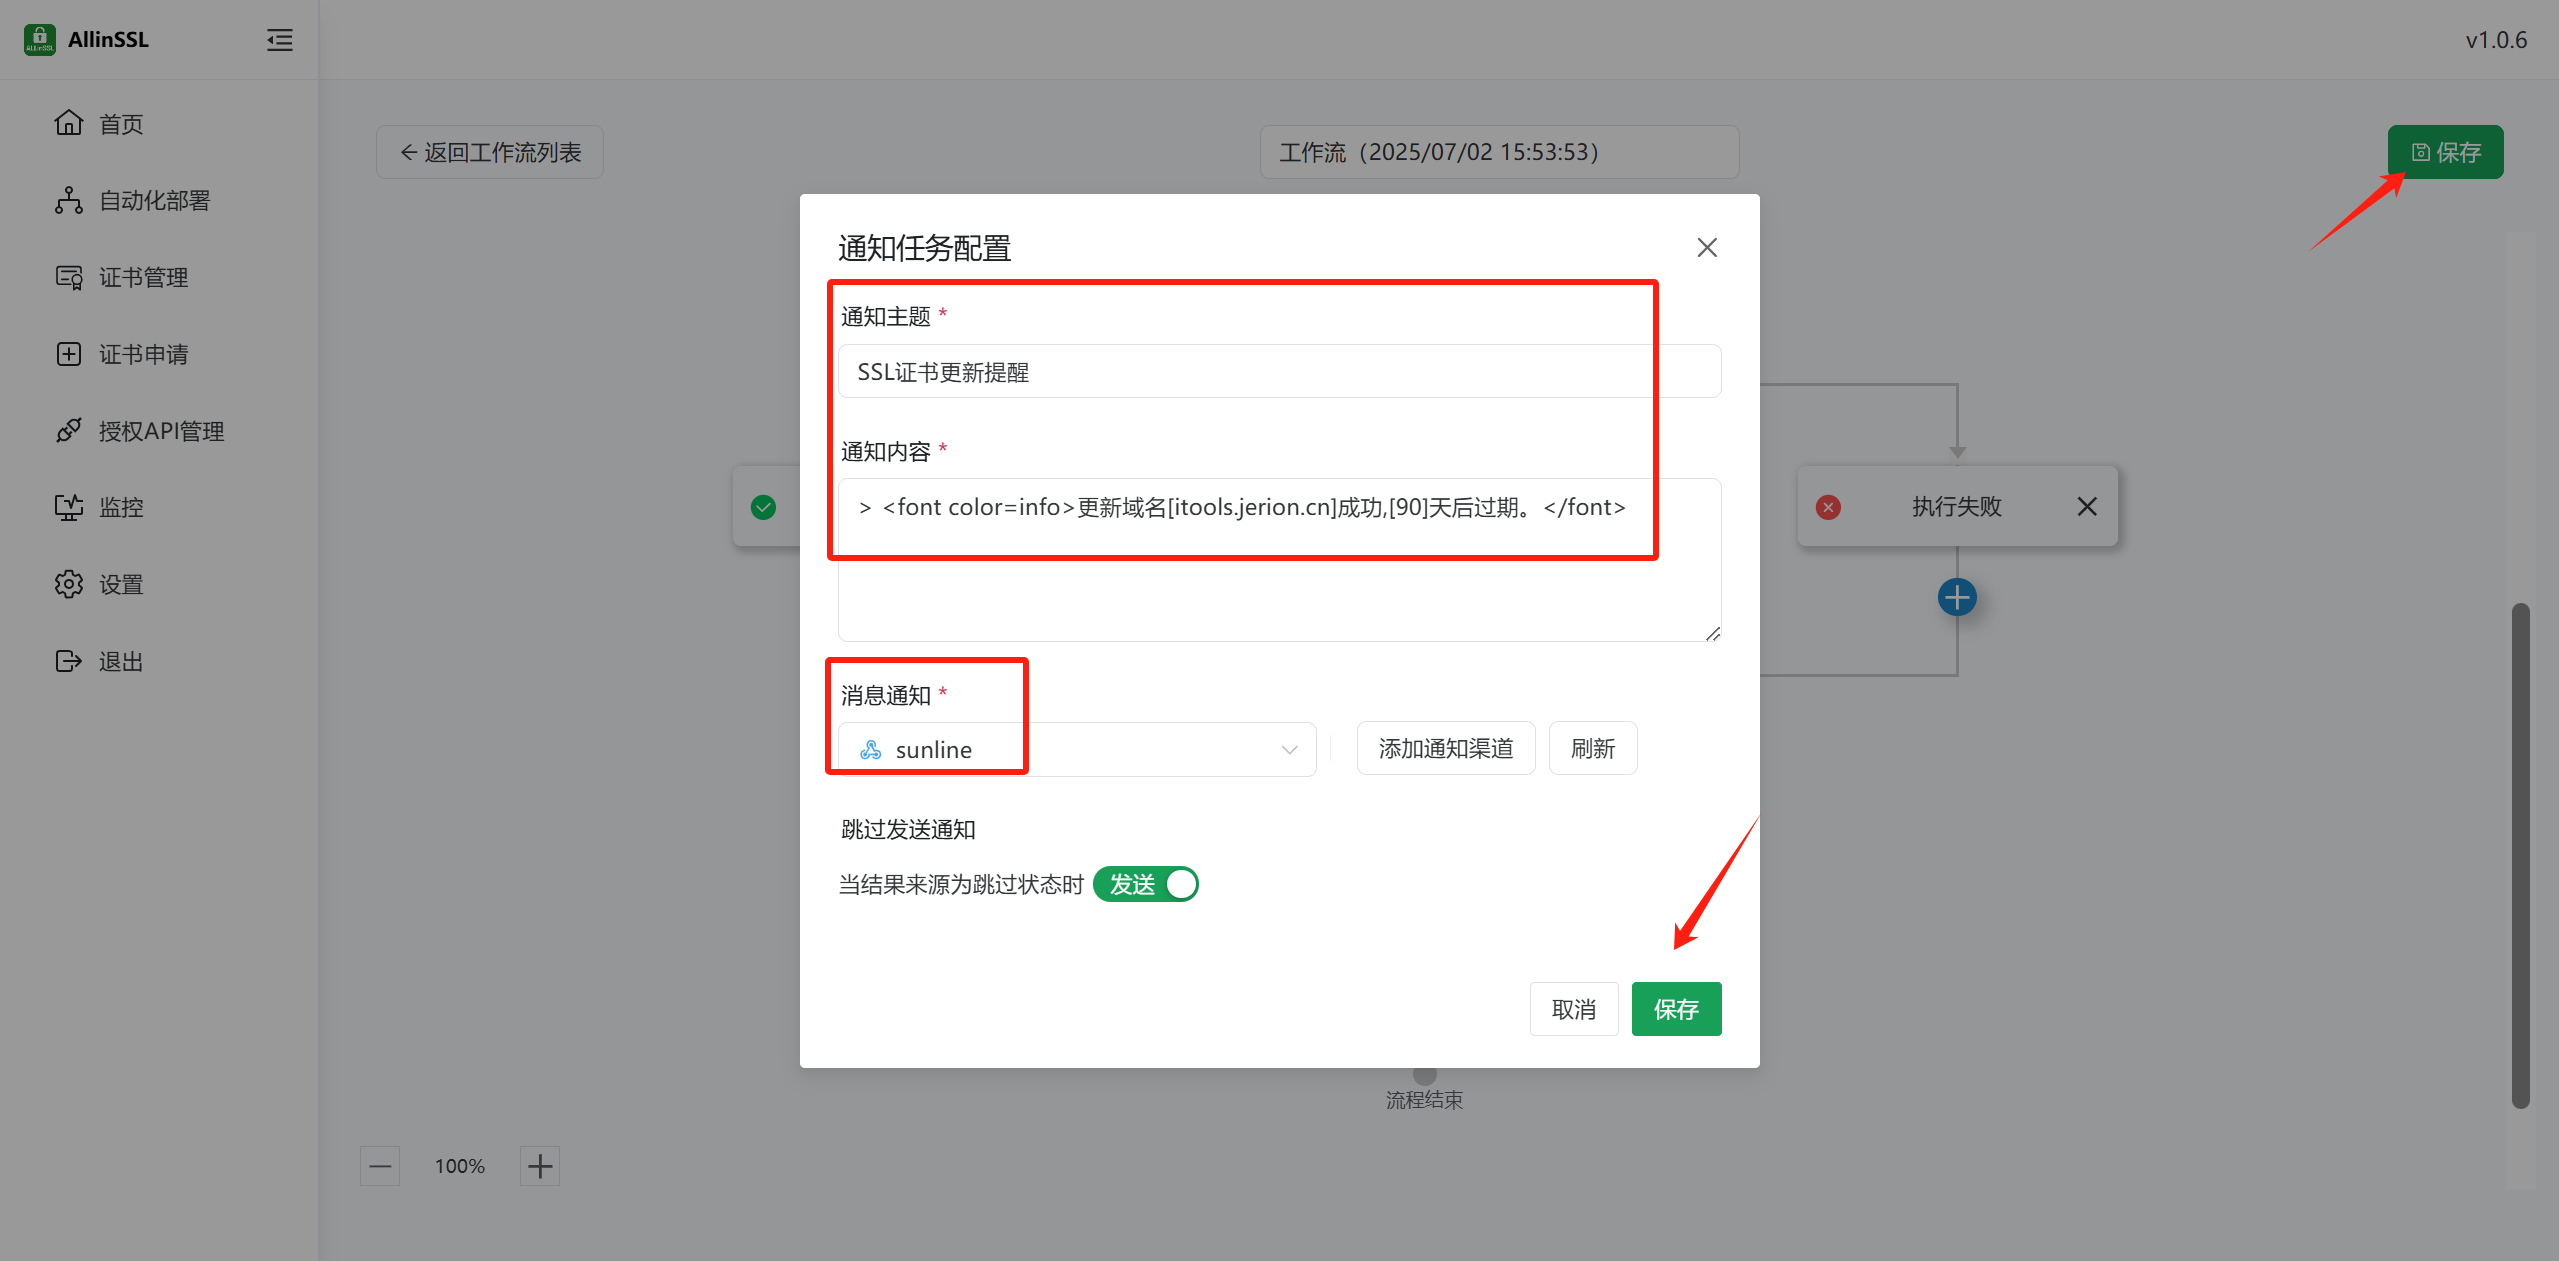 AllinSSL
v1.0.6
首页
自动化部署
证书管理
证书申请
授权API管理
监控
设置
退出
返回工作流列表
工作流（2025/07/02 15:53:53）
保存
通知任务配置
通知主题 *
SSL证书更新提醒
通知内容 *
> <font color=info>更新域名[itools.jerion.cn]成功,[90]天后过期。</font>
消息通知 *
sunline
添加通知渠道
刷新
跳过发送通知
当结果来源为跳过状态时 发送
取消
保存
执行失败
流程结束
100%